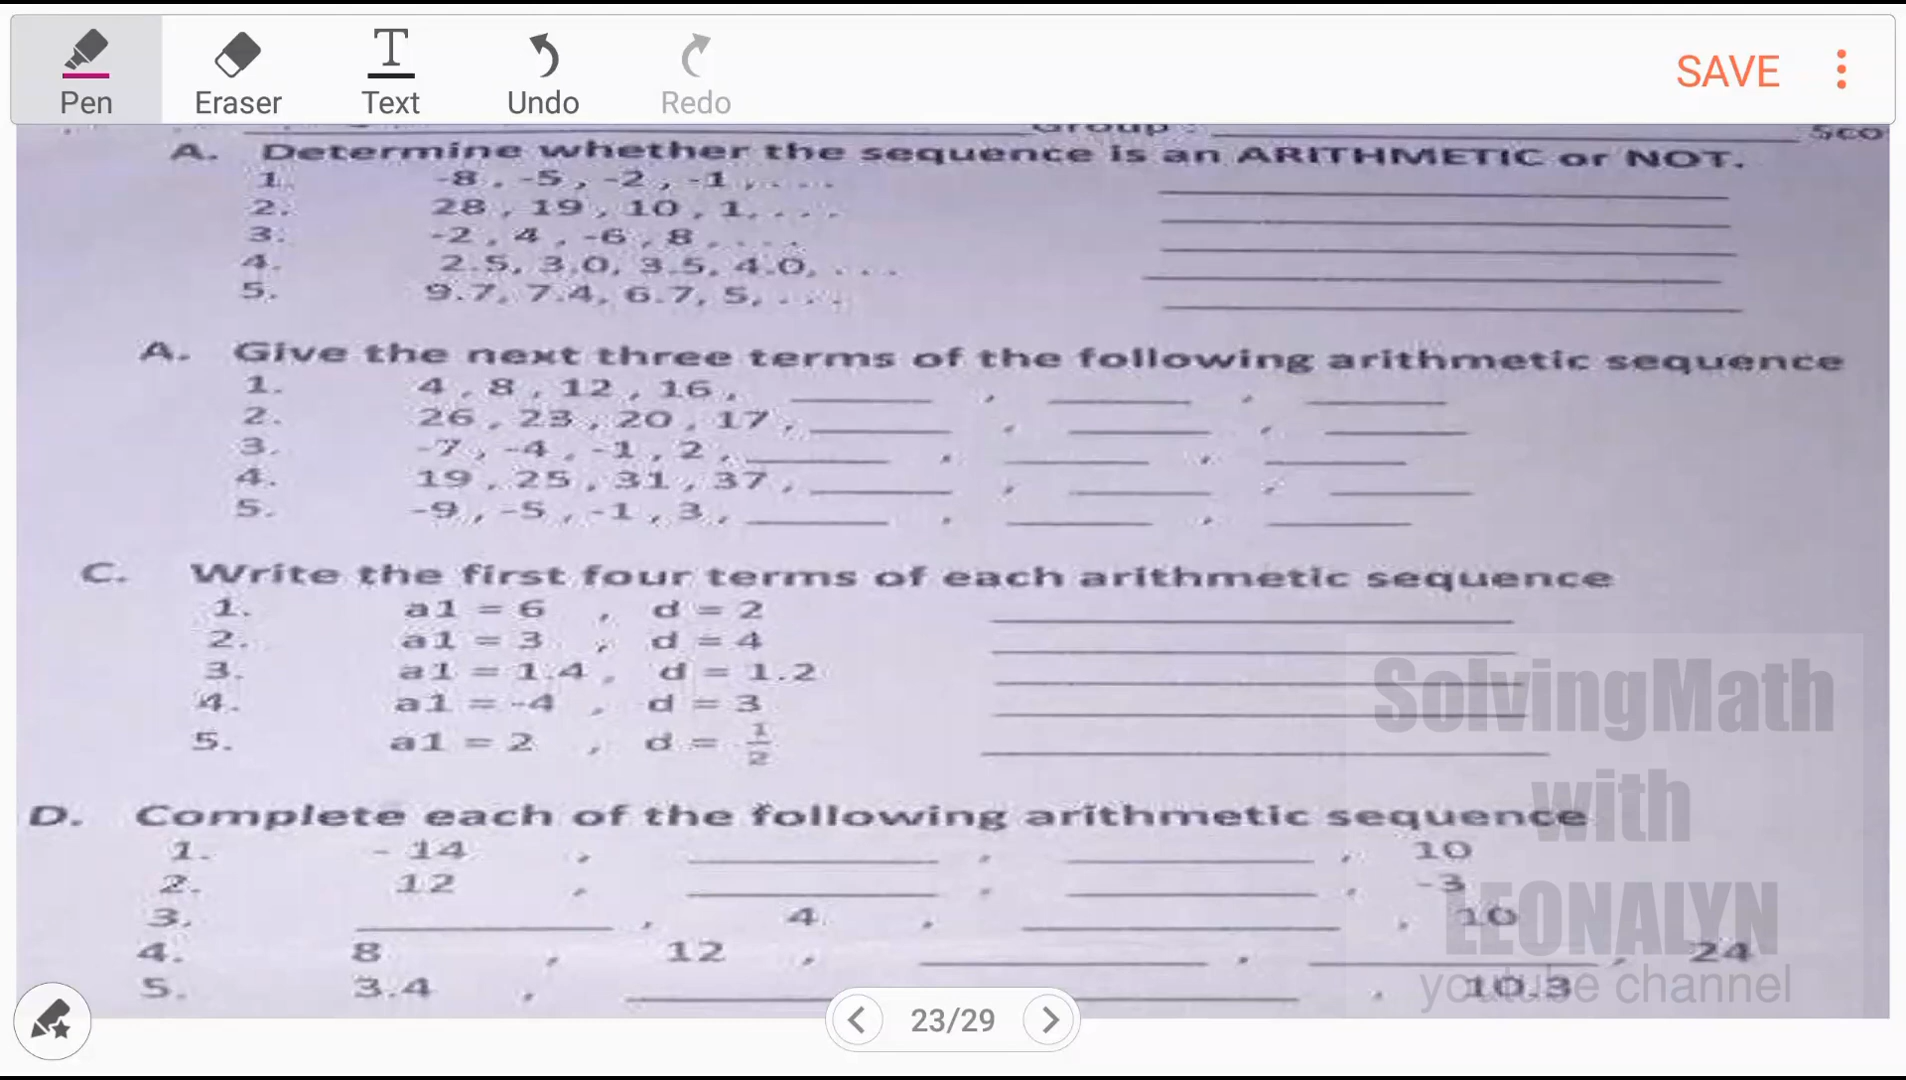 Pen Eraser Text Undo Redo SAVE
Group : Sco
A. Determine whether the sequence is an ARITHMETIC or NOT.
1. -8 , -5 , -2 , -1 , . . . .
2. 28 , 19 , 10 , 1, . . . .
3. -2 , 4 , -6 , 8 , . . . .
4. 2.5, 3.0, 3.5, 4.0, . . .
5. 9.7, 7.4, 6.7, 5, . . . .
A. Give the next three terms of the following arithmetic sequence
1. 4 , 8 , 12 , 16 , ______ , ______ , ______
2. 26 , 23 , 20 , 17 , ______ , ______ , ______
3. -7 , -4 , -1 , 2 , ______ , ______ , ______
4. 19 , 25 , 31 , 37 , ______ , ______ , ______
5. -9 , -5 , -1 , 3 , ______ , ______ , ______
C. Write the first four terms of each arithmetic sequence
1. a1 = 6 , d = 2
2. a1 = 3 , d = 4
3. a1 = 1.4 , d = 1.2
4. a1 = -4 , d = 3
5. a1 = 2 , d = 1/2
D. Complete each of the following arithmetic sequence
1. - 14 , ______ , ______ , 10
2. 12 , ______ , ______ , -3
3. ______ , 4 , ______ , 10
4. 8 , 12 , ______ , ______ , 24
5. 3.4 , ______ ______ , 10.3
SolvingMath
with
LEONALYN
youtube channel
23/29